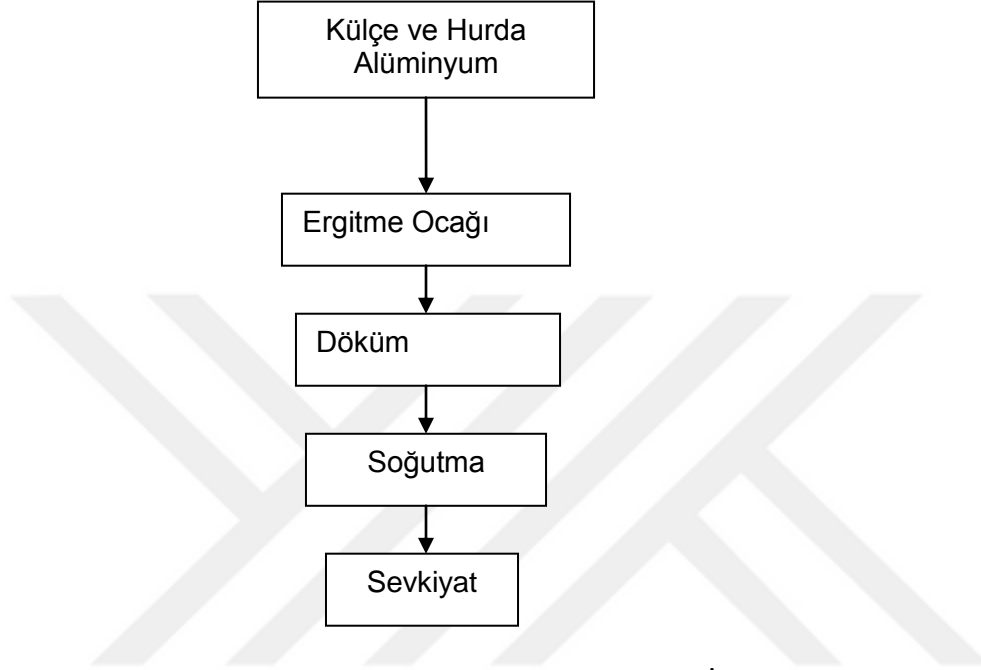 Külçe ve Hurda
Alüminyum
Ergitme Ocağı
Döküm
Soğutma
Sevkiyat